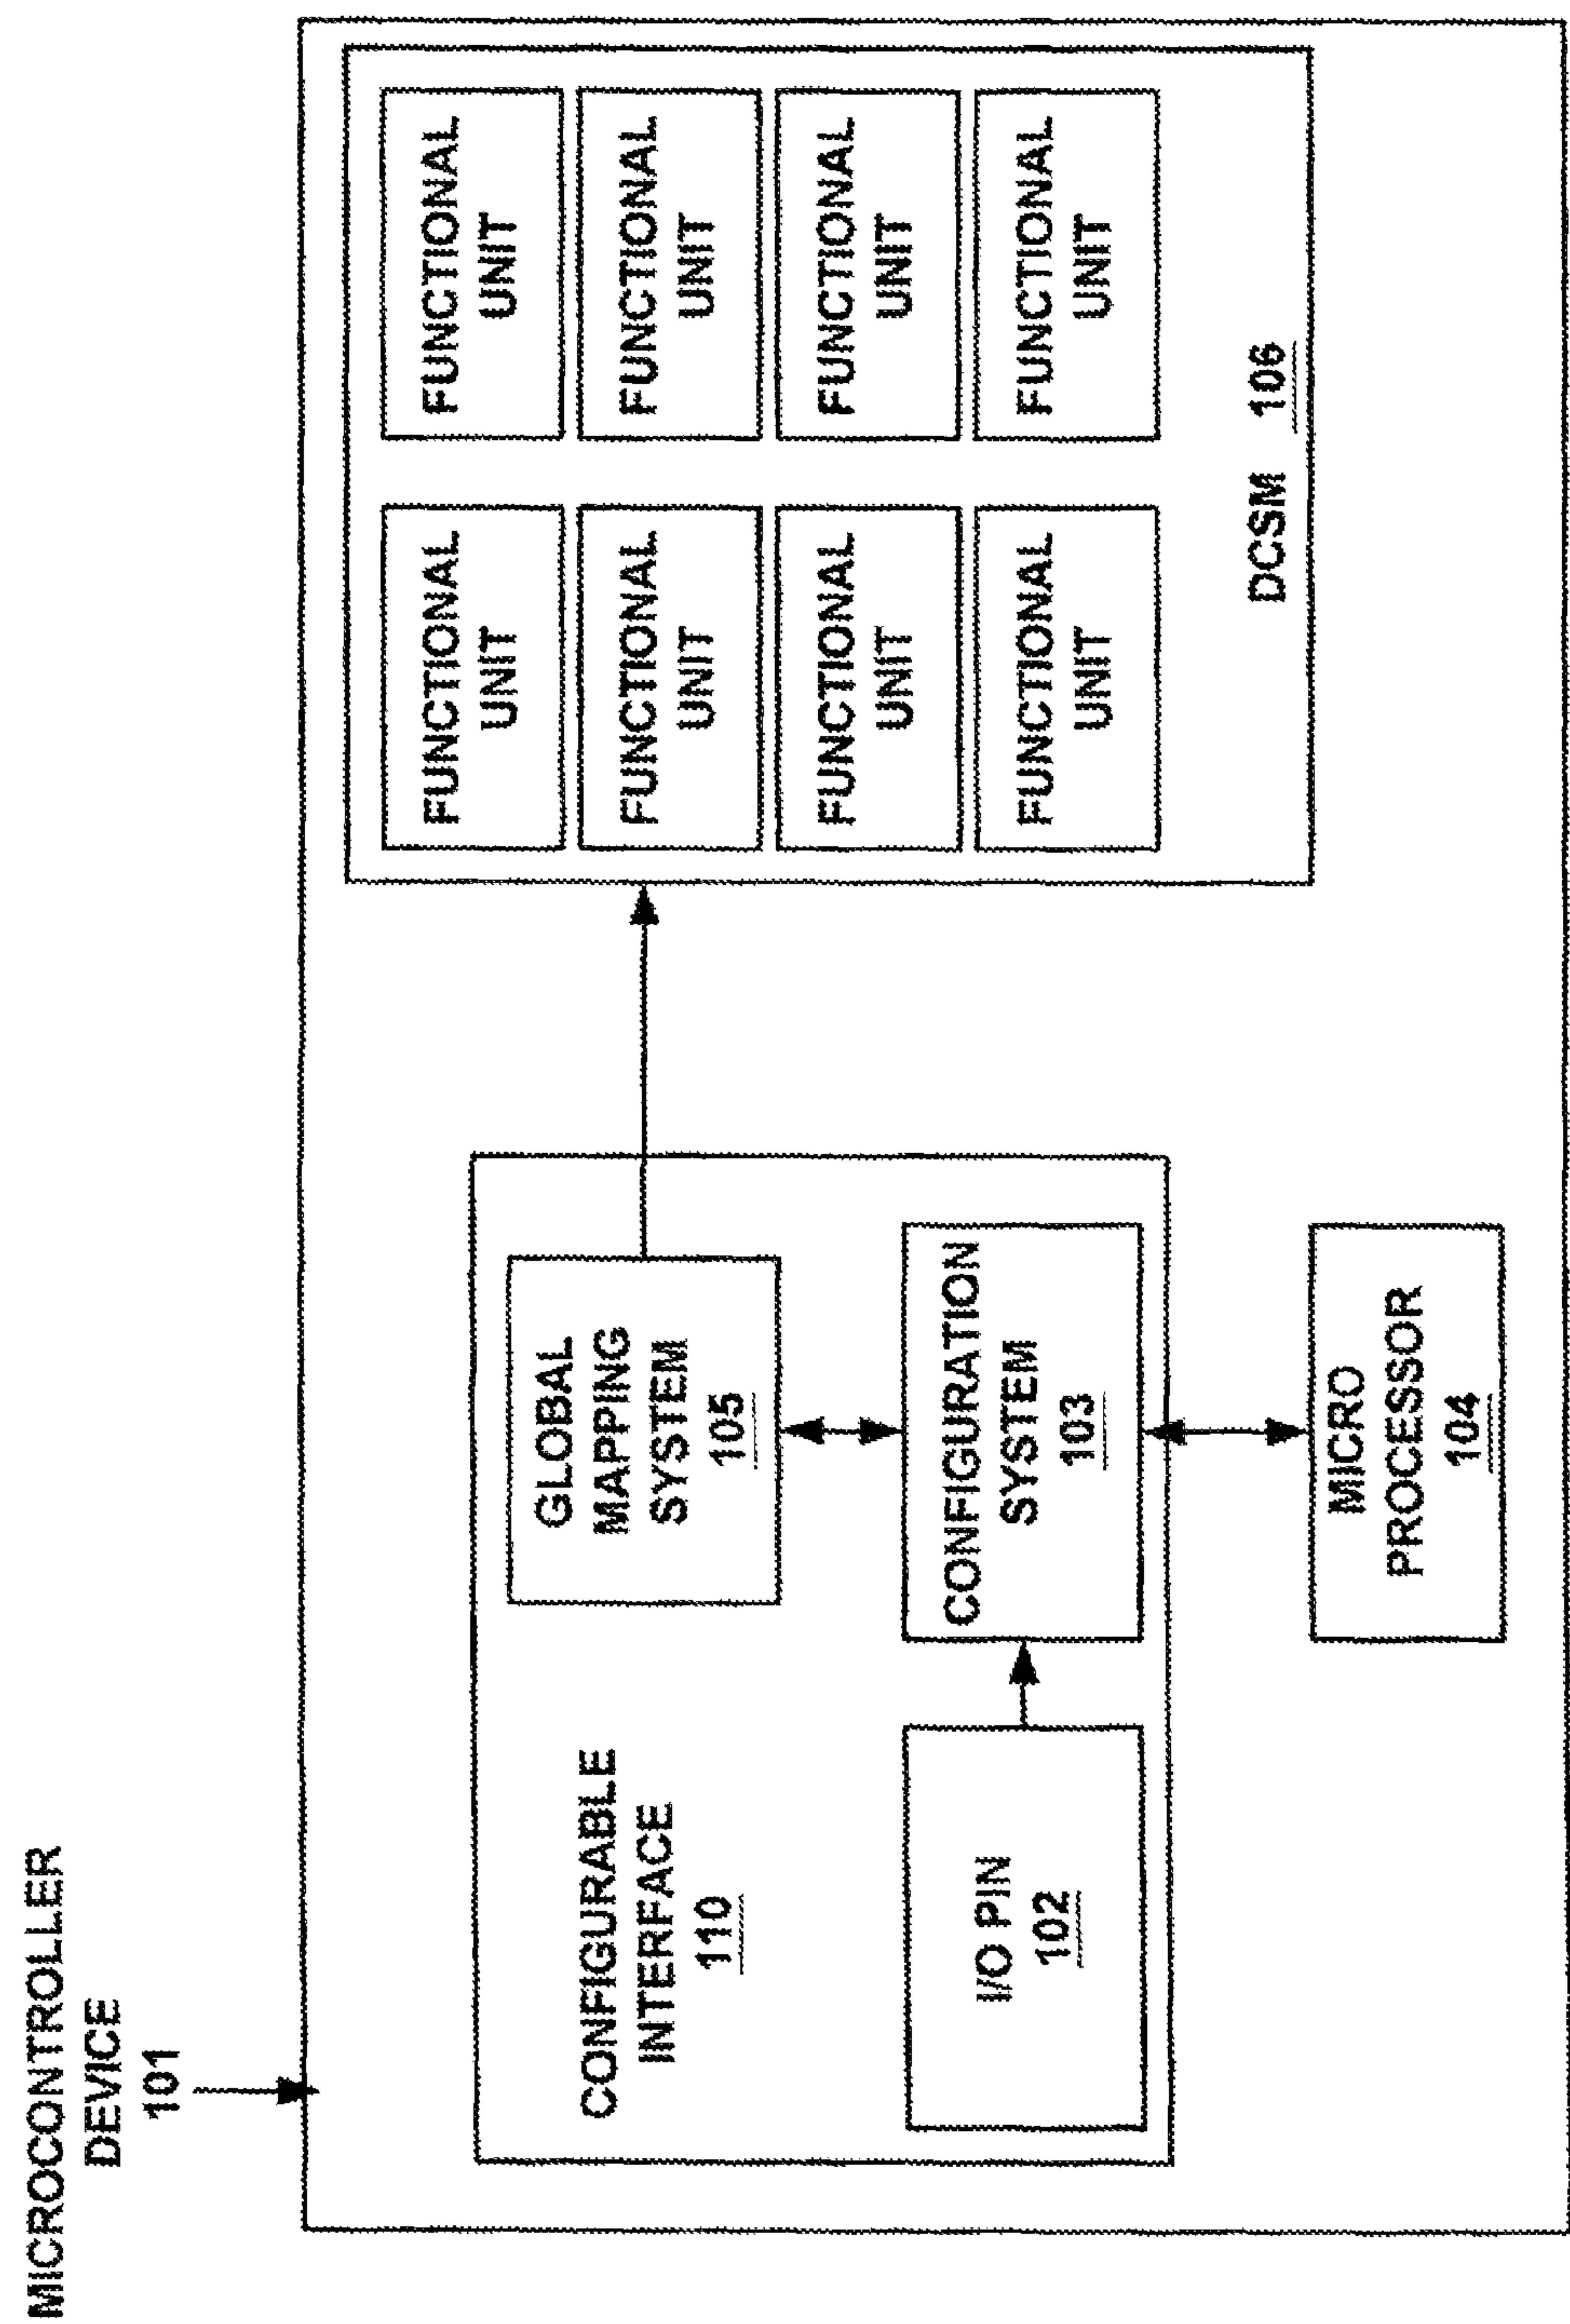 MICROCONTROLLER
DEVICE
101
CONFIGURABLE
INTERFACE
110
GLOBAL
MAPPING
SYSTEM
105
I/O PIN
102
CONFIGURATION
SYSTEM
103
MICRO
PROCESSOR
104
FUNCTIONAL
UNIT
FUNCTIONAL
UNIT
FUNCTIONAL
UNIT
FUNCTIONAL
UNIT
FUNCTIONAL
UNIT
FUNCTIONAL
UNIT
FUNCTIONAL
UNIT
FUNCTIONAL
UNIT
DCSM 106